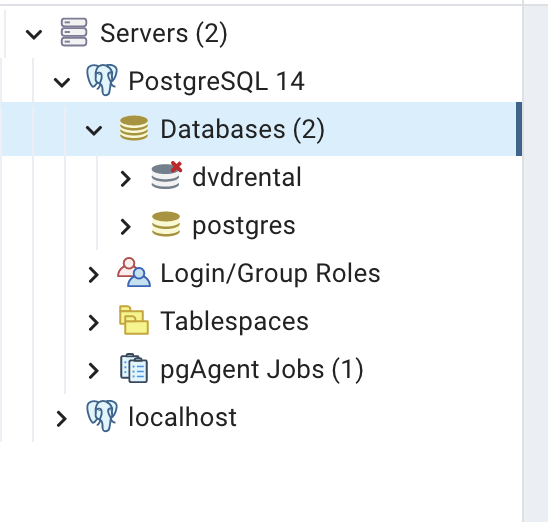 Servers (2)
PostgreSQL 14
Databases (2)
dvdrental
postgres
Login/Group Roles
Tablespaces
pgAgent Jobs (1)
localhost